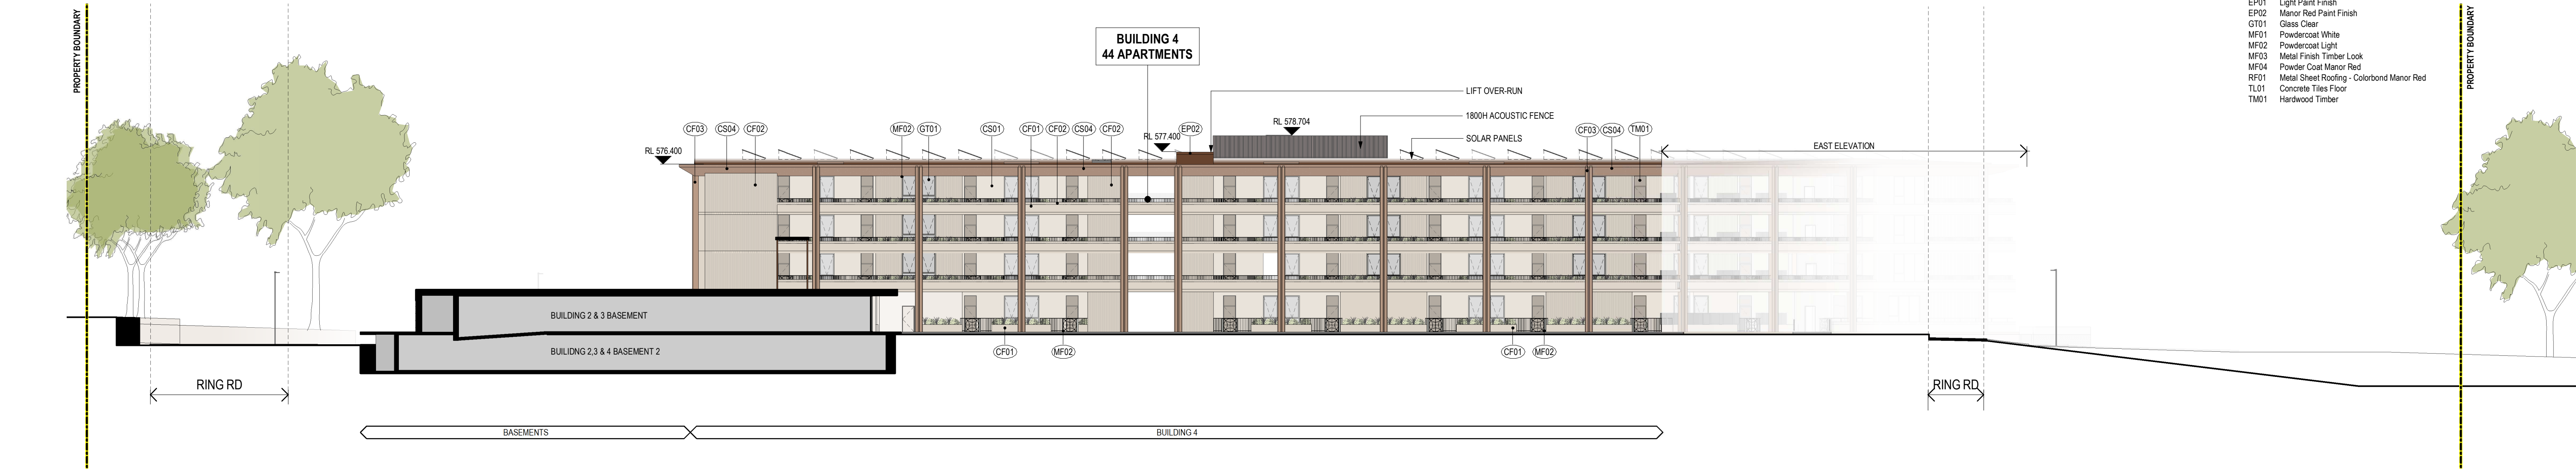 EP01 Light Paint Finish
EP02 Manor Red Paint Finish
GT01 Glass Clear
MF01 Powdercoat White
MF02 Powdercoat Light
MF03 Metal Finish Timber Look
MF04 Powder Coat Manor Red
RF01 Metal Sheet Roofing - Colorbond Manor Red
TL01 Concrete Tiles Floor
TM01 Hardwood Timber
PROPERTY BOUNDARY
PROPERTY BOUNDARY
BUILDING 4
44 APARTMENTS
LIFT OVER-RUN
1800H ACOUSTIC FENCE
SOLAR PANELS
RL 578.704
RL 577.400
RL 576.400
CF03 CS04 CF02 MF02 GT01 CS01 CF01 CF02 CS04 CF02 EP02 CF03 CS04 TM01
EAST ELEVATION
BUILDING 2 & 3 BASEMENT
BUILIDNG 2,3 & 4 BASEMENT 2
CF01 MF02 CF01 MF02
RING RD
RING RD
BASEMENTS
BUILDING 4